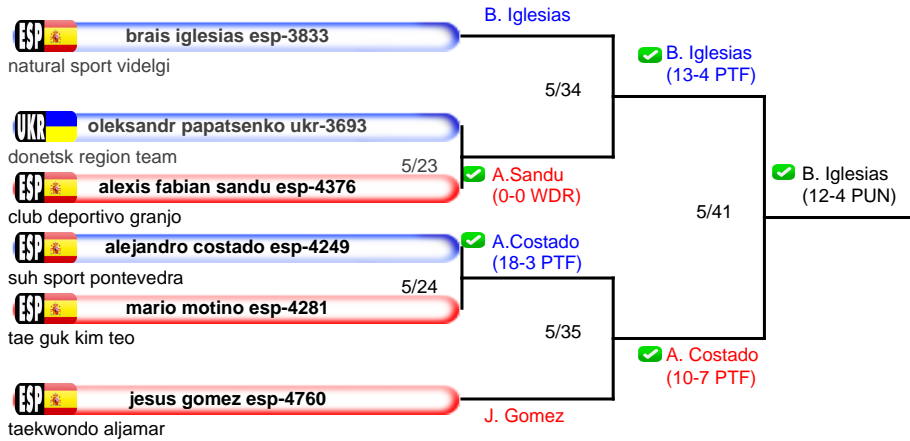 B. Iglesias
ESP brais iglesias esp-3833
natural sport videlgi
B. Iglesias
(13-4 PTF)
5/34
UKR oleksandr papatsenko ukr-3693
donetsk region team
5/23
A.Sandu
(0-0 WDR)
ESP alexis fabian sandu esp-4376
club deportivo granjo
B. Iglesias
(12-4 PUN)
5/41
ESP alejandro costado esp-4249
suh sport pontevedra
A.Costado
(18-3 PTF)
5/24
ESP mario motino esp-4281
tae guk kim teo
5/35
A. Costado
(10-7 PTF)
ESP jesus gomez esp-4760
taekwondo aljamar
J. Gomez